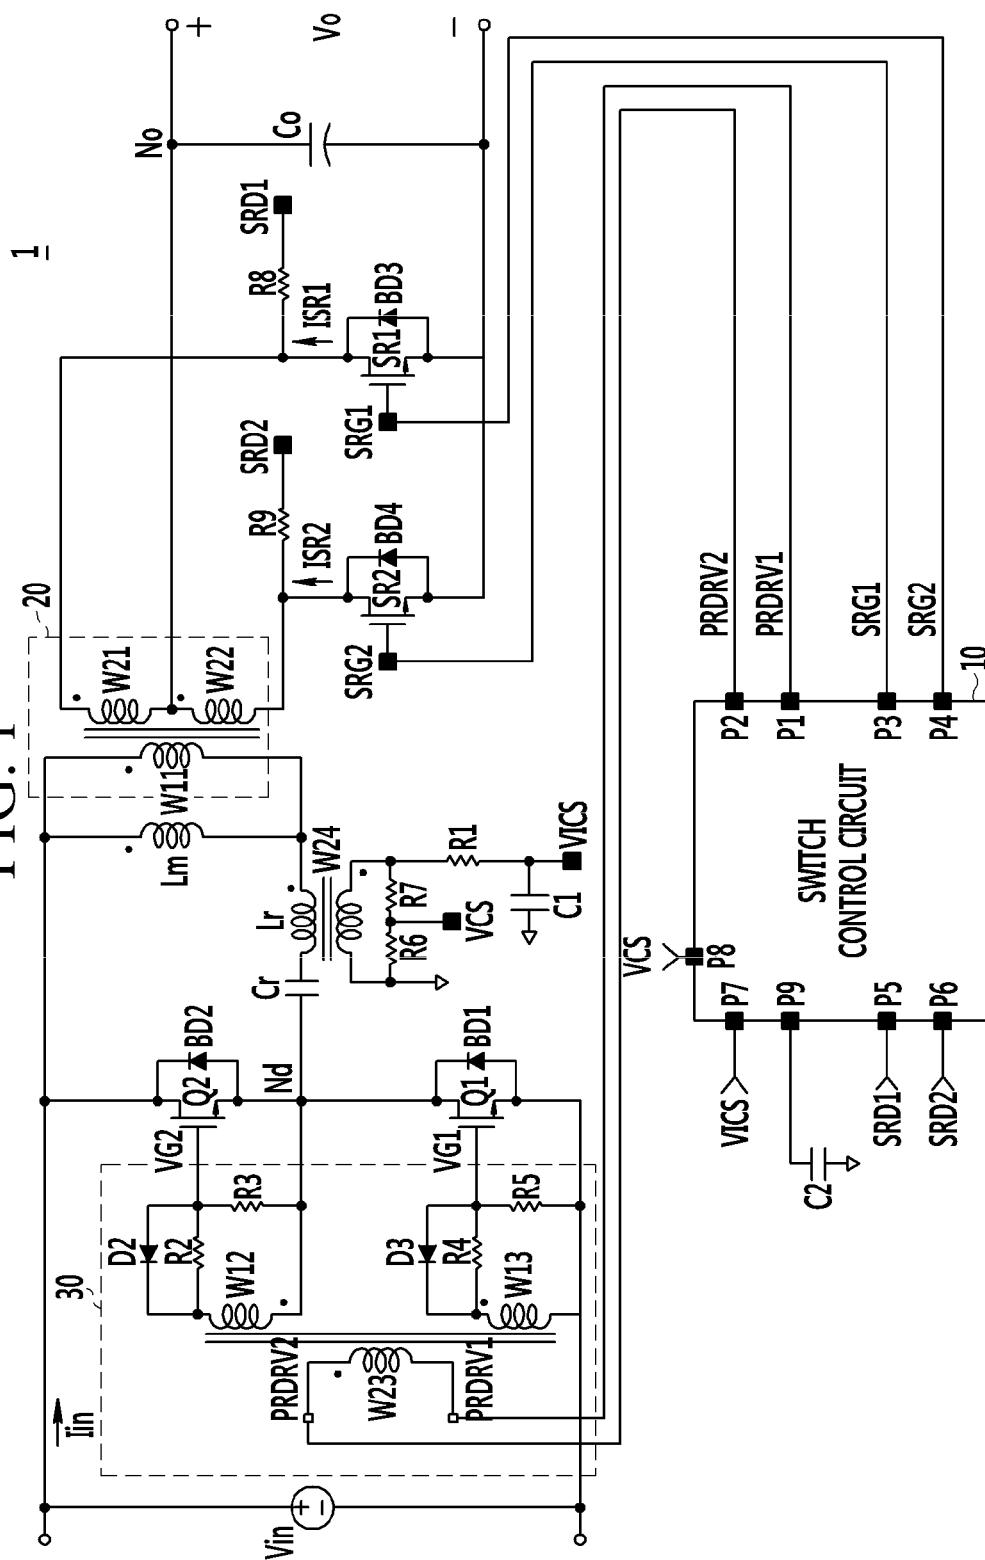 FIG. 1
1
Iin
Vin
30
D2
R2
R3
W12
PRDRV2
W23
PRDRV1
D3
R4
R5
W13
VG2
Q2
BD2
Nd
VG1
Q1
BD1
Cr
Lr
W24
Lm
W11
20
W21
W22
R6
R7
VCS
R1
C1
VICS
R9
SRD2
ISR2
SR2
BD4
SRG2
R8
SRD1
ISR1
SR1
BD3
SRG1
No
Co
+
Vo
−
VICS
P7
VCS
P8
C2
P9
SRD1
P5
SRD2
P6
SWITCH
CONTROL CIRCUIT
10
P2
PRDRV2
P1
PRDRV1
P3
SRG1
P4
SRG2